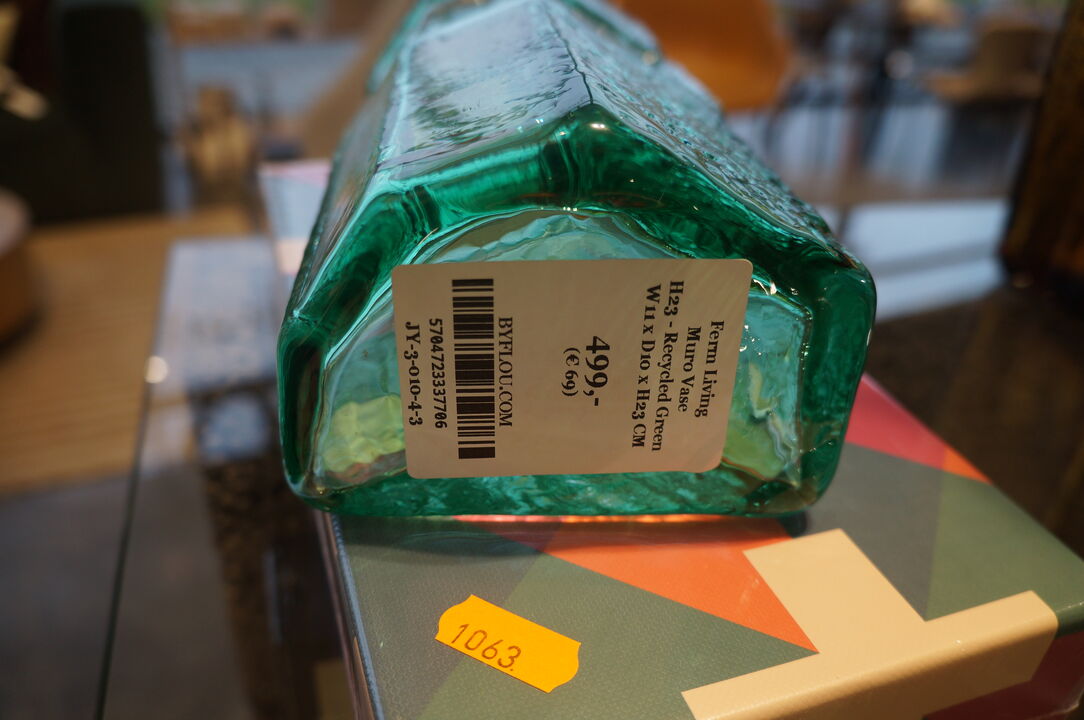 Ferm Living
Muro Vase
H23 - Recycled Green
W11 x D10 x H23 CM
499,-
(€ 69)
BYFLOU.COM
5704723337706
JY-3-010-4-3
1063.